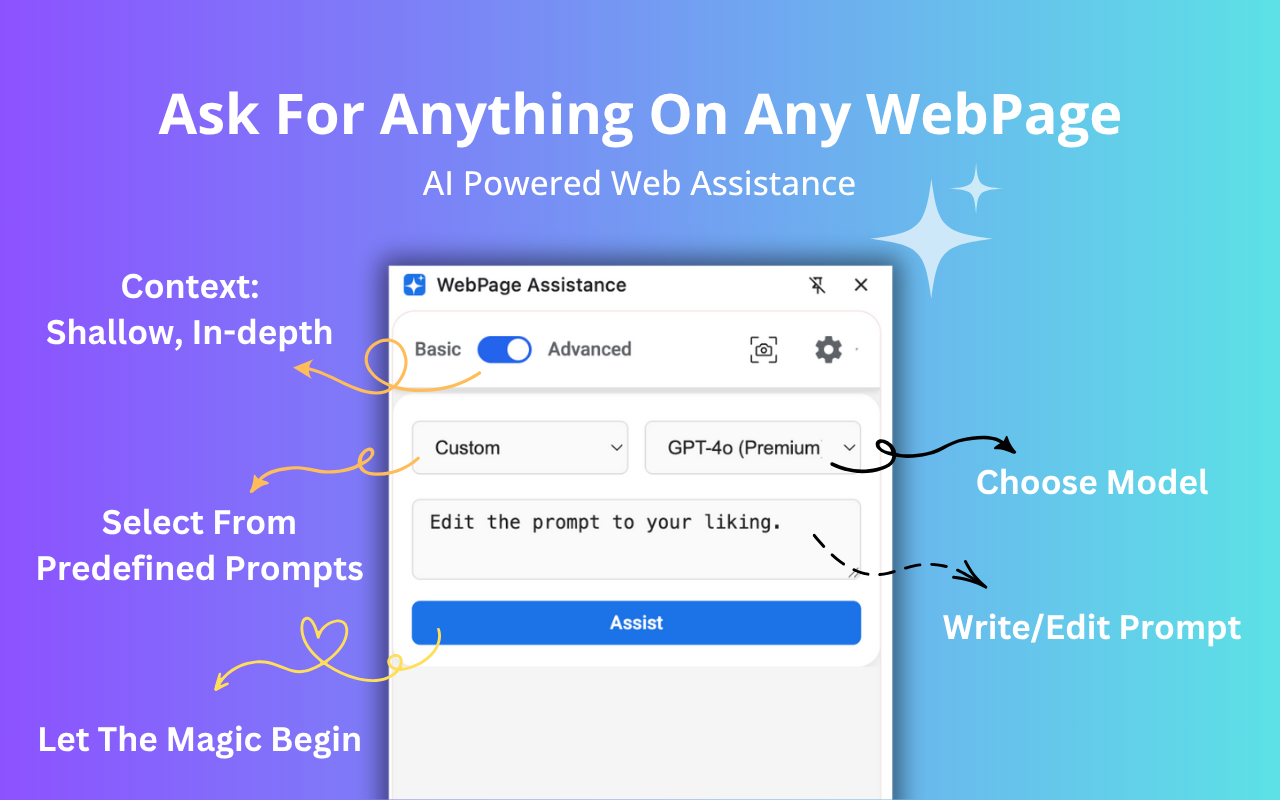 Ask For Anything On Any WebPage
AI Powered Web Assistance
Context:
Shallow, In-depth
WebPage Assistance
Basic
Advanced
Custom
GPT-4o (Premium
Choose Model
Select From
Predefined Prompts
Edit the prompt to your liking.
Write/Edit Prompt
Assist
Let The Magic Begin